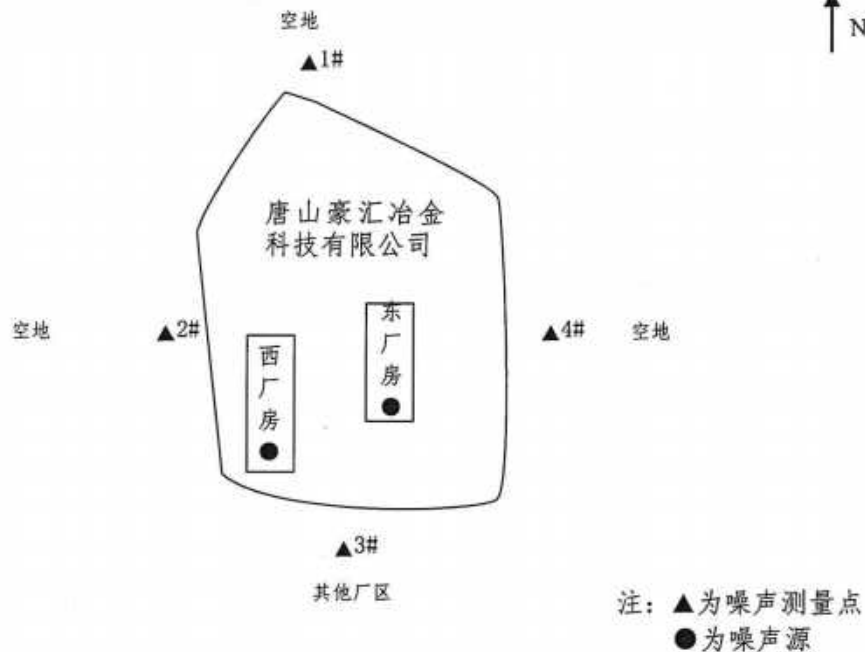 空地
N
▲1#
唐山豪汇冶金
科技有限公司
空地
▲2#
西厂房
东厂房
▲4#
空地
▲3#
其他厂区
注：▲为噪声测量点
●为噪声源